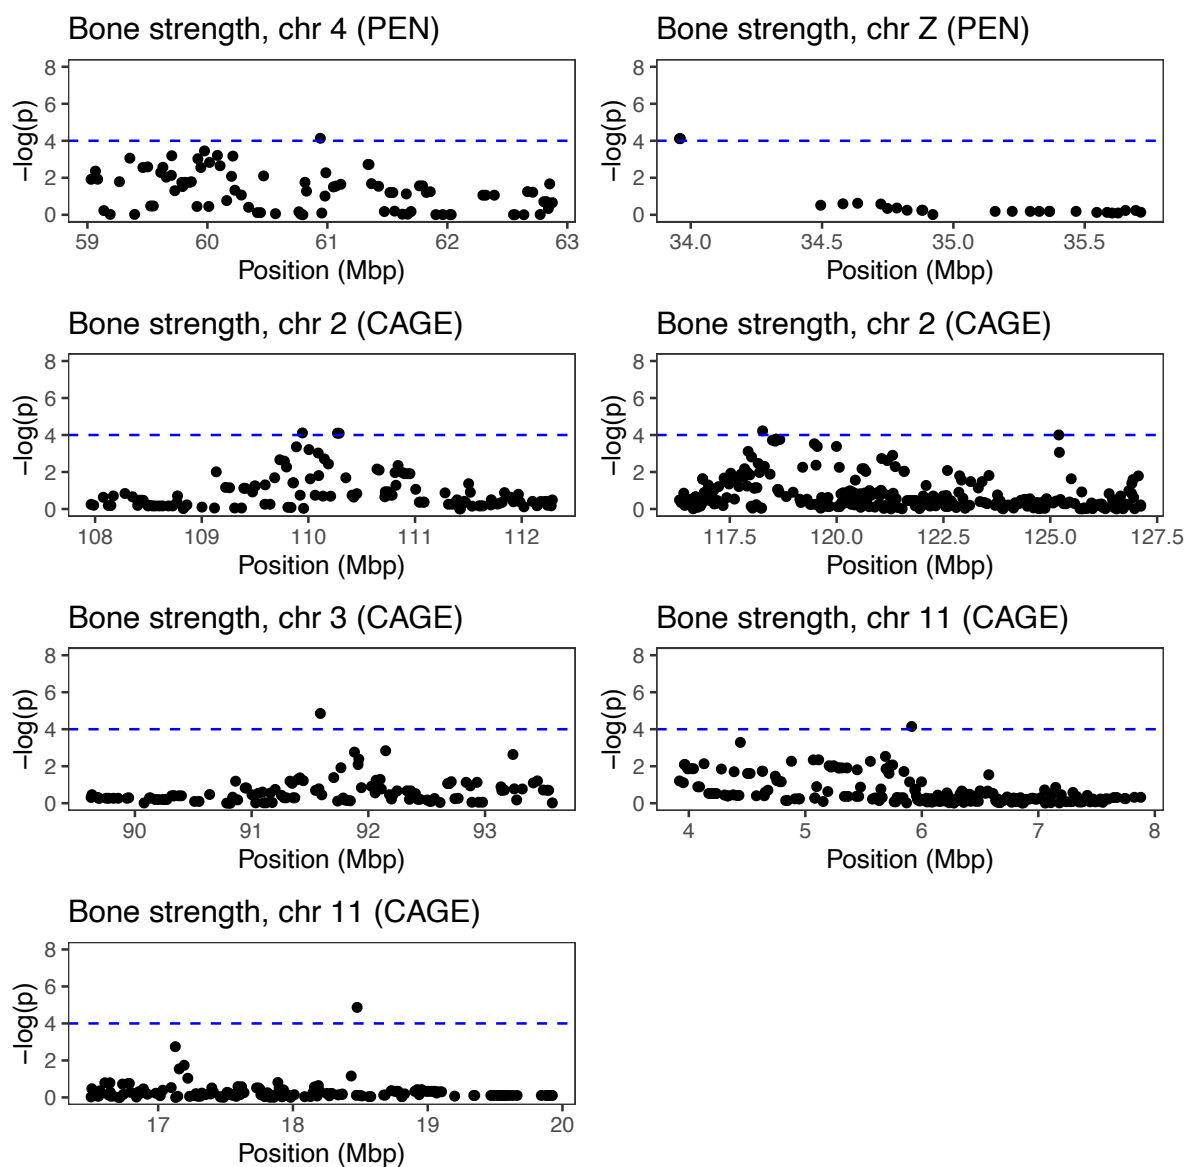 Bone strength, chr 4 (PEN)
8
6
4
2
0
−log(p)
59 60 61 62 63
Position (Mbp)
Bone strength, chr Z (PEN)
8
6
4
2
0
−log(p)
34.0 34.5 35.0 35.5
Position (Mbp)
Bone strength, chr 2 (CAGE)
8
6
4
2
0
−log(p)
108 109 110 111 112
Position (Mbp)
Bone strength, chr 2 (CAGE)
8
6
4
2
0
−log(p)
117.5 120.0 122.5 125.0 127.5
Position (Mbp)
Bone strength, chr 3 (CAGE)
8
6
4
2
0
−log(p)
90 91 92 93
Position (Mbp)
Bone strength, chr 11 (CAGE)
8
6
4
2
0
−log(p)
4 5 6 7 8
Position (Mbp)
Bone strength, chr 11 (CAGE)
8
6
4
2
0
−log(p)
17 18 19 20
Position (Mbp)